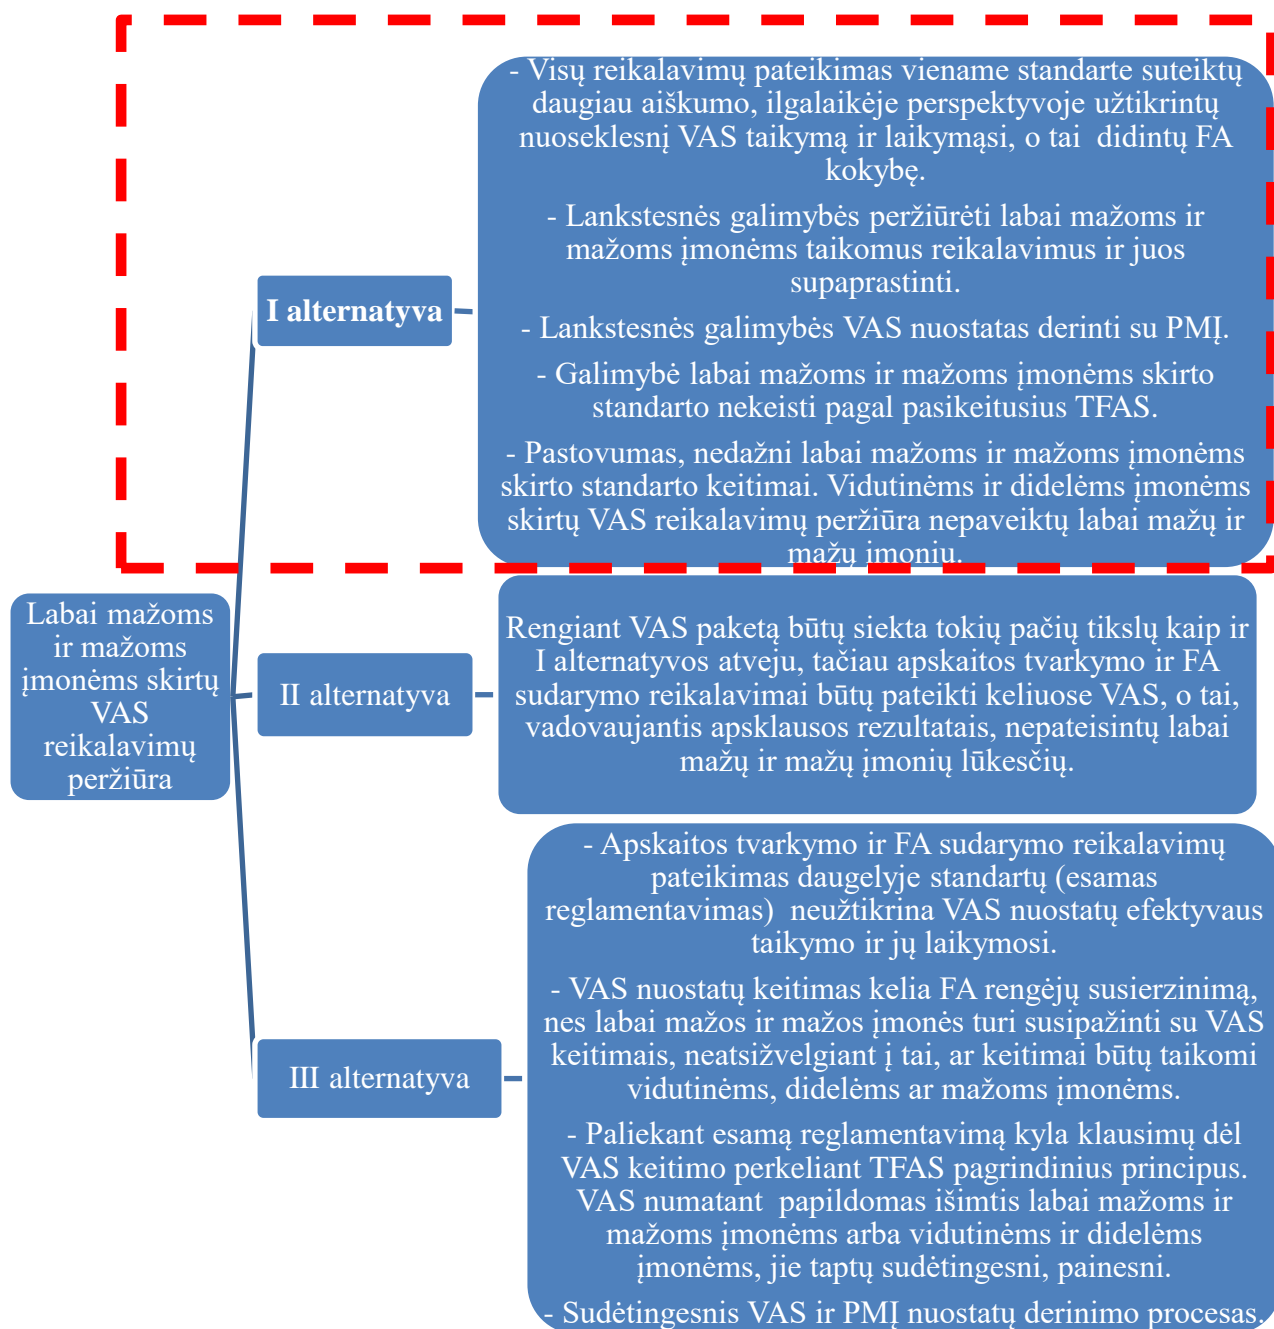 - Visų reikalavimų pateikimas viename standarte suteiktų
daugiau aiškumo, ilgalaikėje perspektyvoje užtikrintų
nuoseklesnį VAS taikymą ir laikymąsi, o tai  didintų FA
kokybę.
- Lankstesnės galimybės peržiūrėti labai mažoms ir
mažoms įmonėms taikomus reikalavimus ir juos
supaprastinti.
- Lankstesnės galimybės VAS nuostatas derinti su PMĮ.
- Galimybė labai mažoms ir mažoms įmonėms skirto
standarto nekeisti pagal pasikeitusius TFAS.
- Pastovumas, nedažni labai mažoms ir mažoms įmonėms
skirto standarto keitimai. Vidutinėms ir didelėms įmonėms
skirtų VAS reikalavimų peržiūra nepaveiktų labai mažų ir
mažų įmonių.
I alternatyva
Labai mažoms
ir mažoms
įmonėms skirtų
VAS
reikalavimų
peržiūra
II alternatyva
Rengiant VAS paketą būtų siekta tokių pačių tikslų kaip ir
I alternatyvos atveju, tačiau apskaitos tvarkymo ir FA
sudarymo reikalavimai būtų pateikti keliuose VAS, o tai,
vadovaujantis apsklausos rezultatais, nepateisintų labai
mažų ir mažų įmonių lūkesčių.
III alternatyva
- Apskaitos tvarkymo ir FA sudarymo reikalavimų
pateikimas daugelyje standartų (esamas
reglamentavimas)  neužtikrina VAS nuostatų efektyvaus
taikymo ir jų laikymosi.
- VAS nuostatų keitimas kelia FA rengėjų susierzinimą,
nes labai mažos ir mažos įmonės turi susipažinti su VAS
keitimais, neatsižvelgiant į tai, ar keitimai būtų taikomi
vidutinėms, didelėms ar mažoms įmonėms.
- Paliekant esamą reglamentavimą kyla klausimų dėl
VAS keitimo perkeliant TFAS pagrindinius principus.
VAS numatant  papildomas išimtis labai mažoms ir
mažoms įmonėms arba vidutinėms ir didelėms
įmonėms, jie taptų sudėtingesni, painesni.
- Sudėtingesnis VAS ir PMĮ nuostatų derinimo procesas.